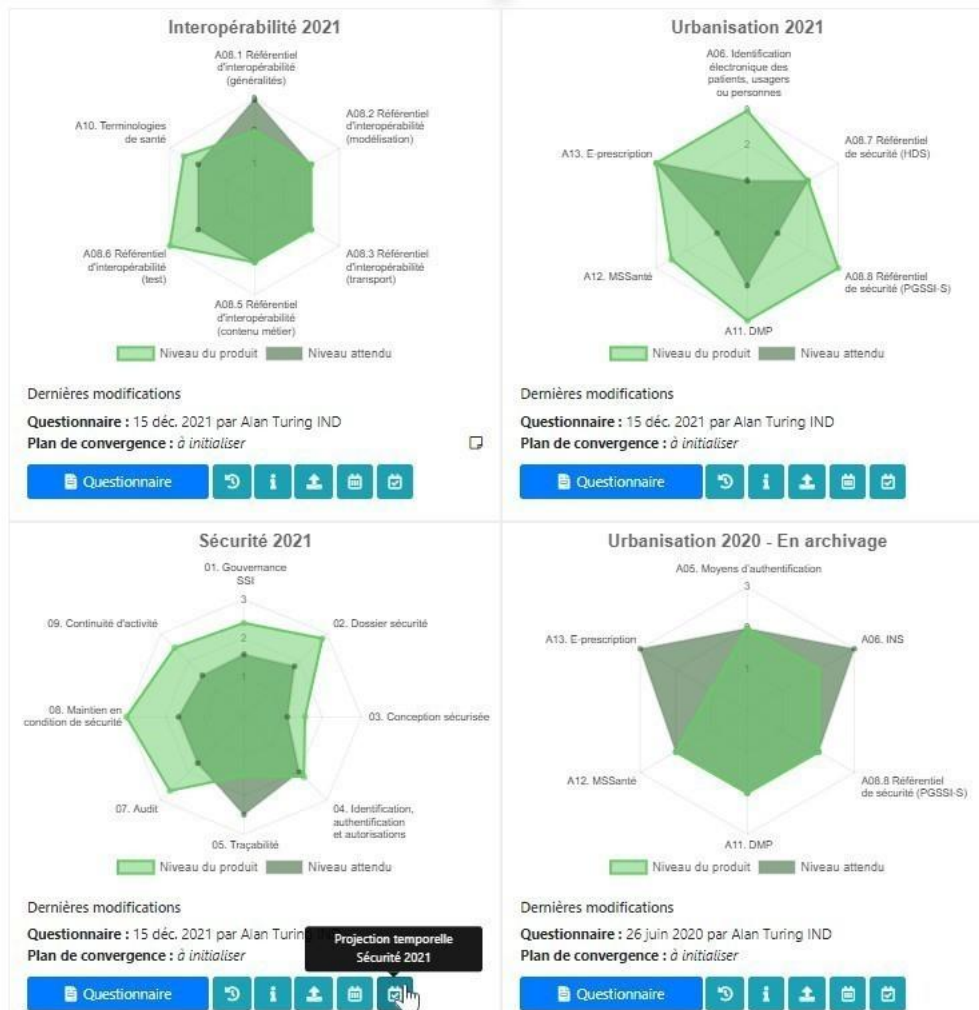 Interopérabilité 2021
A08.1 Référentiel
d'interopérabilité
(généralités)
A08.2 Référentiel
d'interopérabilité
(modélisation)
A10. Terminologies
de santé
1
A08.6 Référentiel
d'interopérabilité
(test)
A08.3 Référentiel
d'interopérabilité
(transport)
A08.5 Référentiel
d'interopérabilité
(contenu métier)
Niveau du produit Niveau attendu
Dernières modifications
Questionnaire : 15 déc. 2021 par Alan Turing IND
Plan de convergence : à initialiser
Questionnaire
Urbanisation 2021
A06. Identification
électronique des
patients, usagers
ou personnes
2
A08.7 Référentiel
de sécurité (HDS)
A13. E-prescription
A12. MSSanté
A08.8 Référentiel
de sécurité (PGSSI-S)
A11. DMP
Niveau du produit Niveau attendu
Dernières modifications
Questionnaire : 15 déc. 2021 par Alan Turing IND
Plan de convergence : à initialiser
Questionnaire
Sécurité 2021
01. Gouvernance
SSI
3
2
1
09. Continuité d'activité
02. Dossier sécurité
08. Maintien en
condition de sécurité
03. Conception sécurisée
07. Audit
04. Identification,
authentification
et autorisations
05. Traçabilité
Niveau du produit Niveau attendu
Dernières modifications
Questionnaire : 15 déc. 2021 par Alan Turing
Plan de convergence : à initialiser
Projection temporelle
Sécurité 2021
Questionnaire
Urbanisation 2020 - En archivage
A05. Moyens d'authentification
3
1
A13. E-prescription
A06. INS
A12. MSSanté
A08.8 Référentiel
de sécurité (PGSSI-S)
A11. DMP
Niveau du produit Niveau attendu
Dernières modifications
Questionnaire : 26 juin 2020 par Alan Turing IND
Plan de convergence : à initialiser
Questionnaire